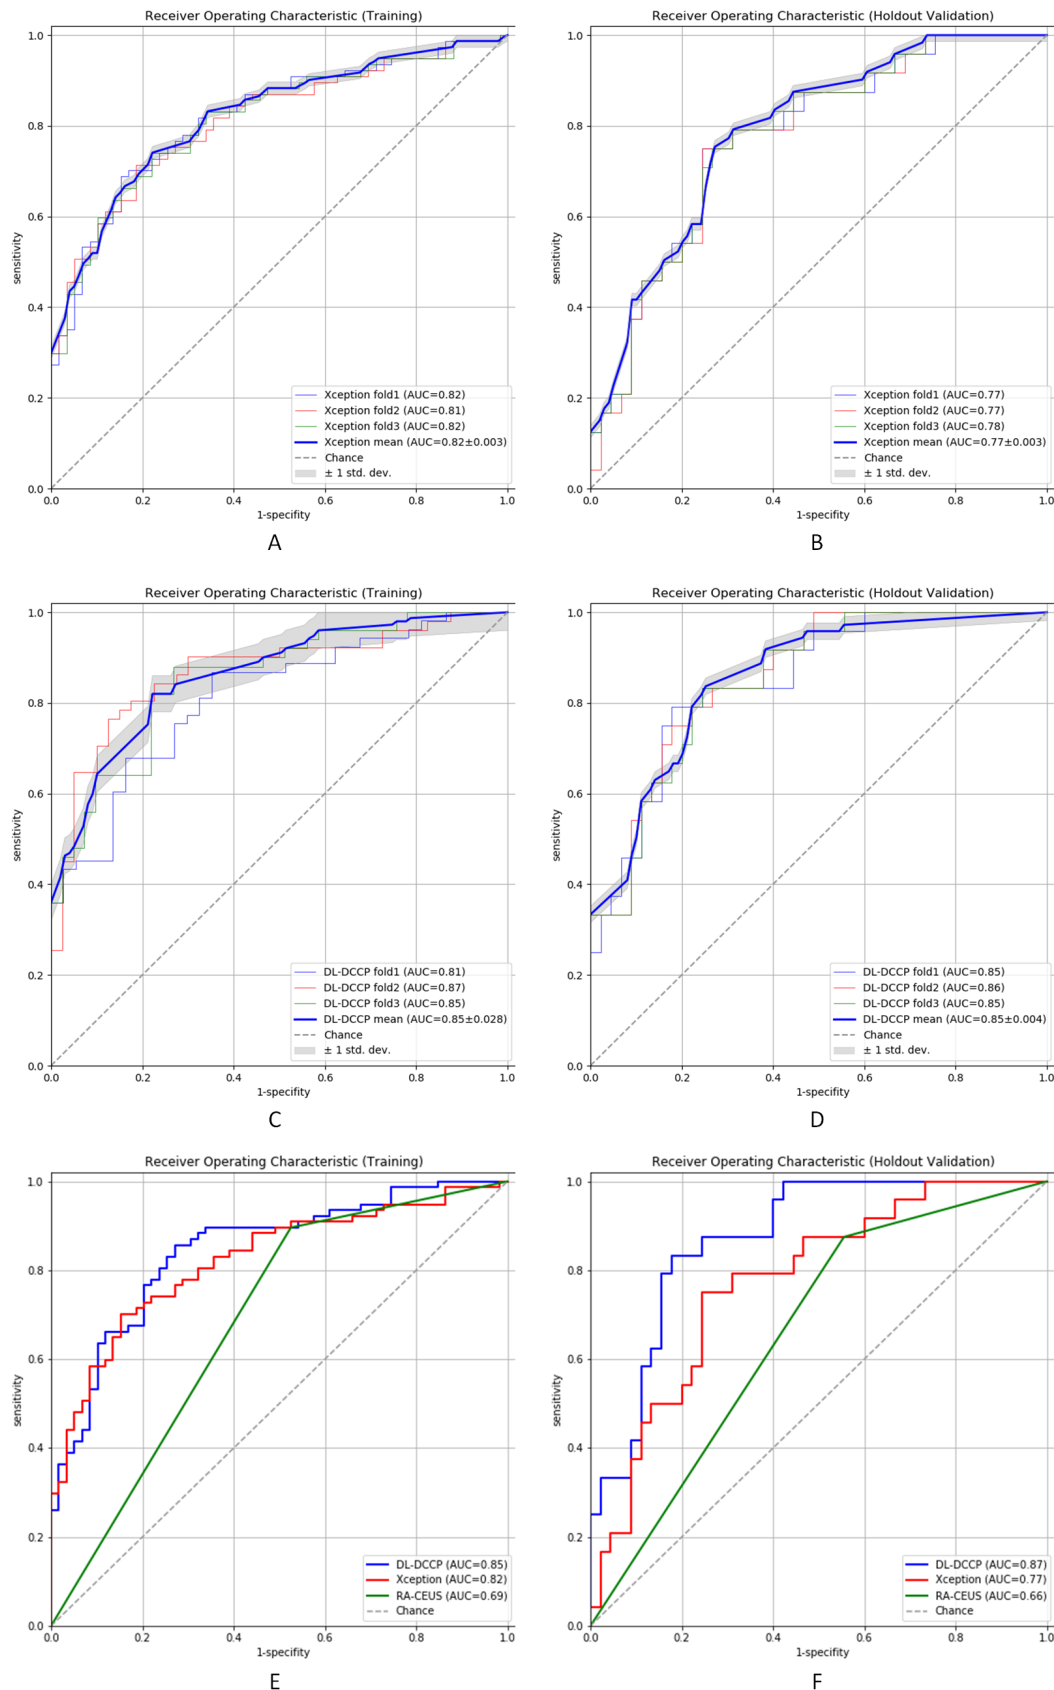 Receiver Operating Characteristic (Training)
1.0
0.8
0.6
0.4
0.2
0.0
sensitivity
0.0 0.2 0.4 0.6 0.8 1.0
1-specifity
Xception fold1 (AUC=0.82)
Xception fold2 (AUC=0.81)
Xception fold3 (AUC=0.82)
Xception mean (AUC=0.82±0.003)
Chance
± 1 std. dev.
A
Receiver Operating Characteristic (Holdout Validation)
1.0
0.8
0.6
0.4
0.2
0.0
sensitivity
0.0 0.2 0.4 0.6 0.8 1.0
1-specifity
Xception fold1 (AUC=0.77)
Xception fold2 (AUC=0.77)
Xception fold3 (AUC=0.78)
Xception mean (AUC=0.77±0.003)
Chance
± 1 std. dev.
B
Receiver Operating Characteristic (Training)
1.0
0.8
0.6
0.4
0.2
0.0
sensitivity
0.0 0.2 0.4 0.6 0.8 1.0
1-specifity
DL-DCCP fold1 (AUC=0.81)
DL-DCCP fold2 (AUC=0.87)
DL-DCCP fold3 (AUC=0.85)
DL-DCCP mean (AUC=0.85±0.028)
Chance
± 1 std. dev.
C
Receiver Operating Characteristic (Holdout Validation)
1.0
0.8
0.6
0.4
0.2
0.0
sensitivity
0.0 0.2 0.4 0.6 0.8 1.0
1-specifity
DL-DCCP fold1 (AUC=0.85)
DL-DCCP fold2 (AUC=0.86)
DL-DCCP fold3 (AUC=0.85)
DL-DCCP mean (AUC=0.85±0.004)
Chance
± 1 std. dev.
D
Receiver Operating Characteristic (Training)
1.0
0.8
0.6
0.4
0.2
0.0
sensitivity
0.0 0.2 0.4 0.6 0.8 1.0
1-specifity
DL-DCCP (AUC=0.85)
Xception (AUC=0.82)
RA-CEUS (AUC=0.69)
Chance
E
Receiver Operating Characteristic (Holdout Validation)
1.0
0.8
0.6
0.4
0.2
0.0
sensitivity
0.0 0.2 0.4 0.6 0.8 1.0
1-specifity
DL-DCCP (AUC=0.87)
Xception (AUC=0.77)
RA-CEUS (AUC=0.66)
Chance
F